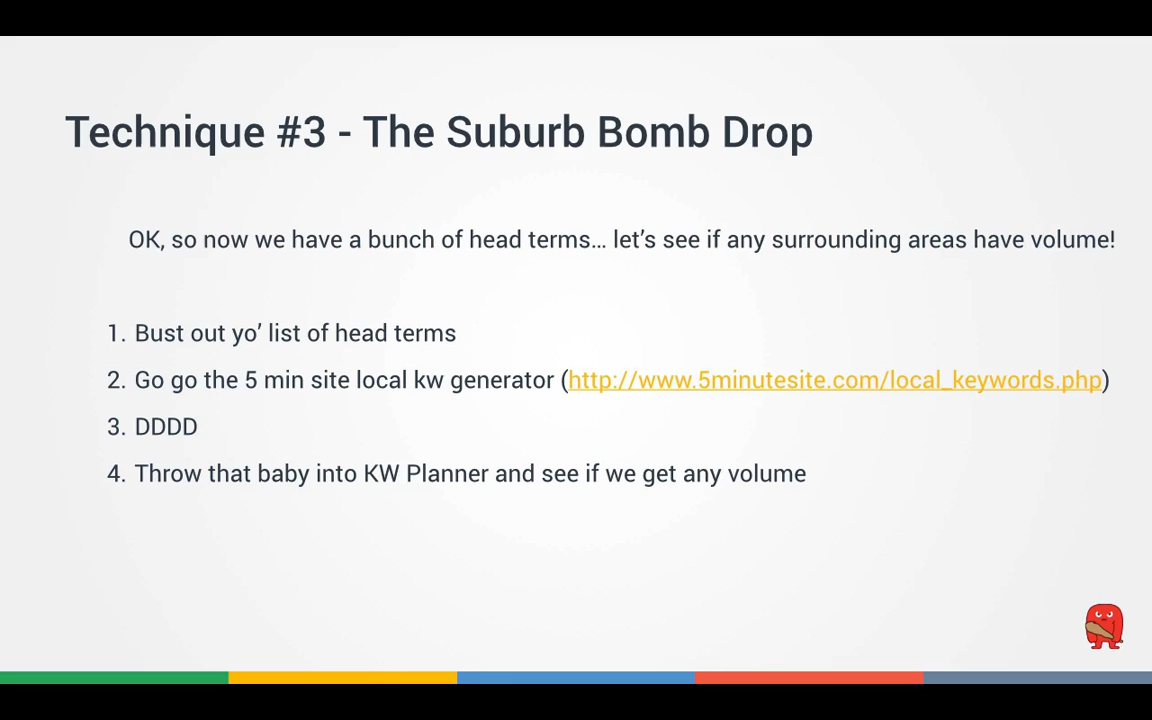 Technique #3 - The Suburb Bomb Drop
OK, so now we have a bunch of head terms… let’s see if any surrounding areas have volume!
1. Bust out yo’ list of head terms
2. Go go the 5 min site local kw generator (http://www.5minutesite.com/local_keywords.php)
3. DDDD
4. Throw that baby into KW Planner and see if we get any volume